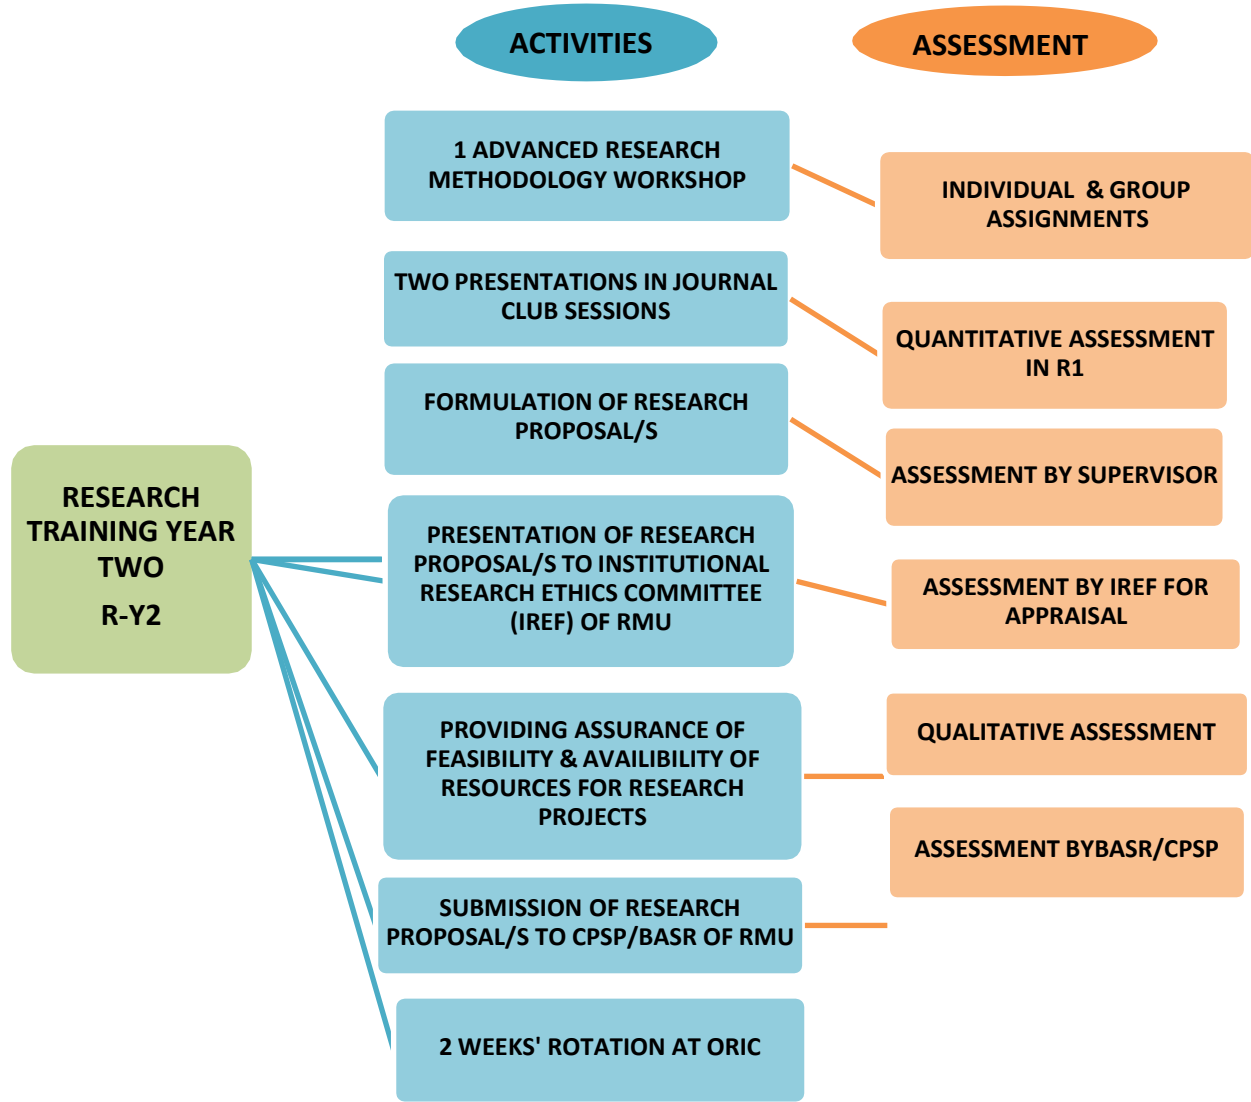 ACTIVITIES
ASSESSMENT
1 ADVANCED RESEARCH
METHODOLOGY WORKSHOP
INDIVIDUAL & GROUP
ASSIGNMENTS
TWO PRESENTATIONS IN JOURNAL
CLUB SESSIONS
QUANTITATIVE ASSESSMENT
IN R1
FORMULATION OF RESEARCH
PROPOSAL/S
ASSESSMENT BY SUPERVISOR
RESEARCH
TRAINING YEAR
TWO
R-Y2
PRESENTATION OF RESEARCH
PROPOSAL/S TO INSTITUTIONAL
RESEARCH ETHICS COMMITTEE
(IREF) OF RMU
ASSESSMENT BY IREF FOR
APPRAISAL
PROVIDING ASSURANCE OF
FEASIBILITY & AVAILIBILITY OF
RESOURCES FOR RESEARCH
PROJECTS
QUALITATIVE ASSESSMENT
SUBMISSION OF RESEARCH
PROPOSAL/S TO CPSP/BASR OF RMU
ASSESSMENT BYBASR/CPSP
2 WEEKS' ROTATION AT ORIC